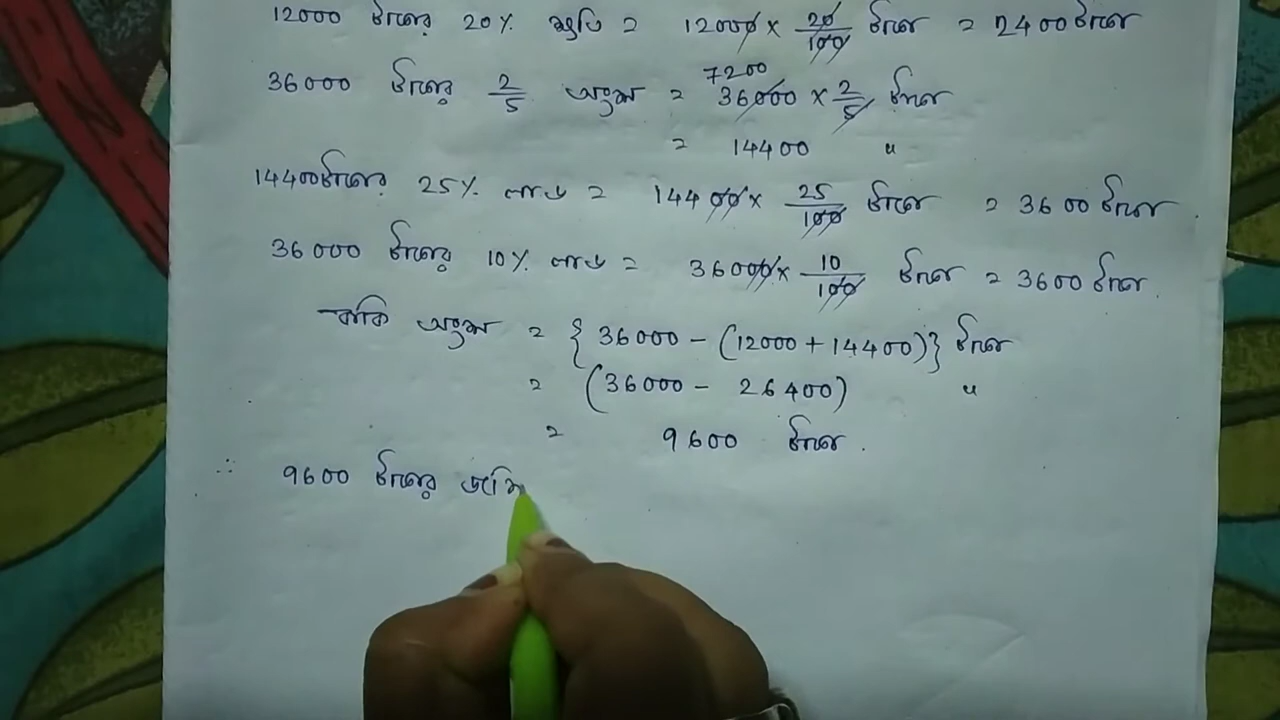 12000 টাকার 20% ক্ষতি = 12000 × 20/100 টাকা = 2400 টাকা
36000 টাকার 2/5 অংশ = 36000 × 2/5 টাকা
7200
= 14400 "
14400 টাকার 25% লাভ = 14400 × 25/100 টাকা = 3600 টাকা.
36000 টাকার 10% লাভ = 36000 × 10/100 টাকা = 3600 টাকা.
বাকি অংশ = {36000 - (12000 + 14400)} টাকা
= (36000 - 26400) "
= 9600 টাকা.
∴ 9600 টাকার